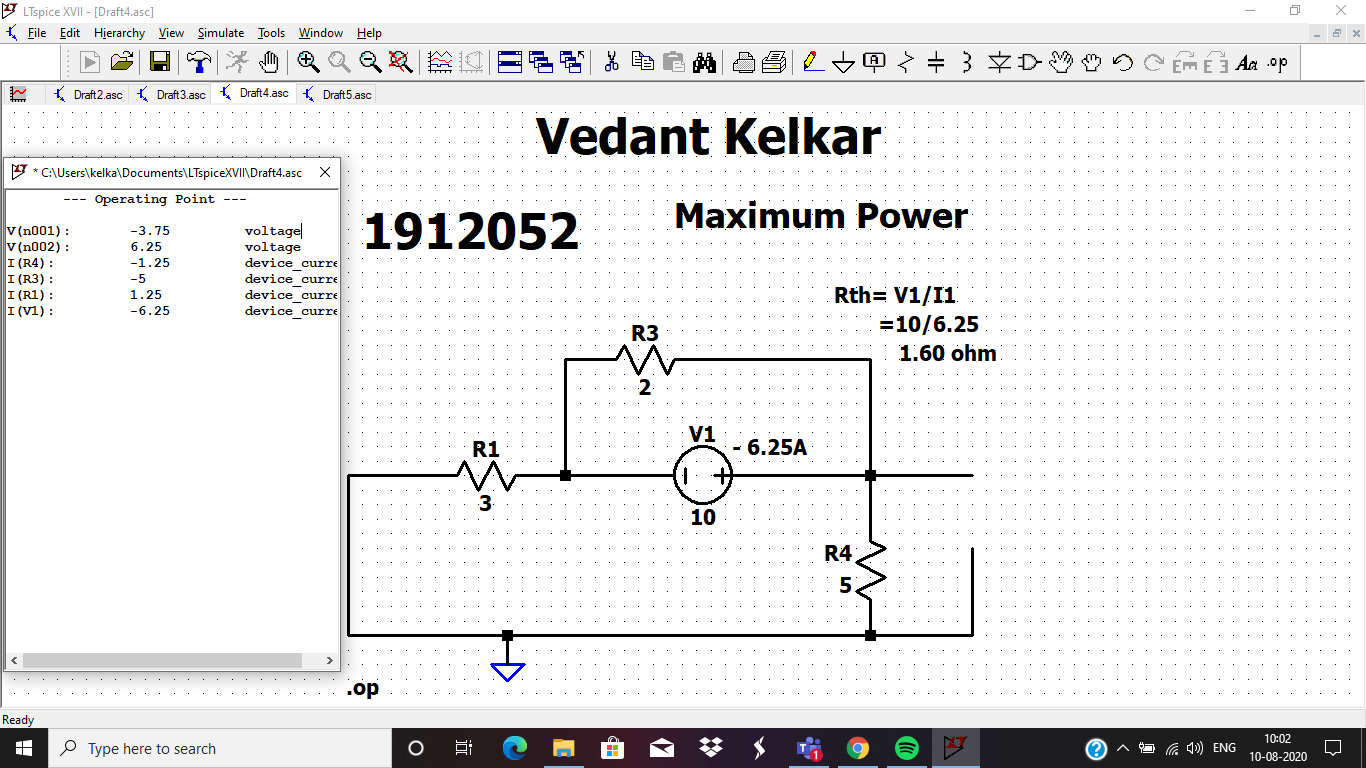 LTspice XVII - [Draft4.asc]
File Edit Hierarchy View Simulate Tools Window Help
Draft2.asc Draft3.asc Draft4.asc Draft5.asc
Vedant Kelkar
* C:\Users\kelka\Documents\LTspiceXVII\Draft4.asc
--- Operating Point ---
V(n001): -3.75 voltage
V(n002): 6.25 voltage
I(R4): -1.25 device_curre
I(R3): -5 device_curre
I(R1): 1.25 device_curre
I(V1): -6.25 device_curre
1912052
Maximum Power
Rth= V1/I1
=10/6.25
1.60 ohm
R3
2
V1
- 6.25A
R1
3
10
R4
5
.op
Ready
Type here to search
1
ENG
10:02
10-08-2020